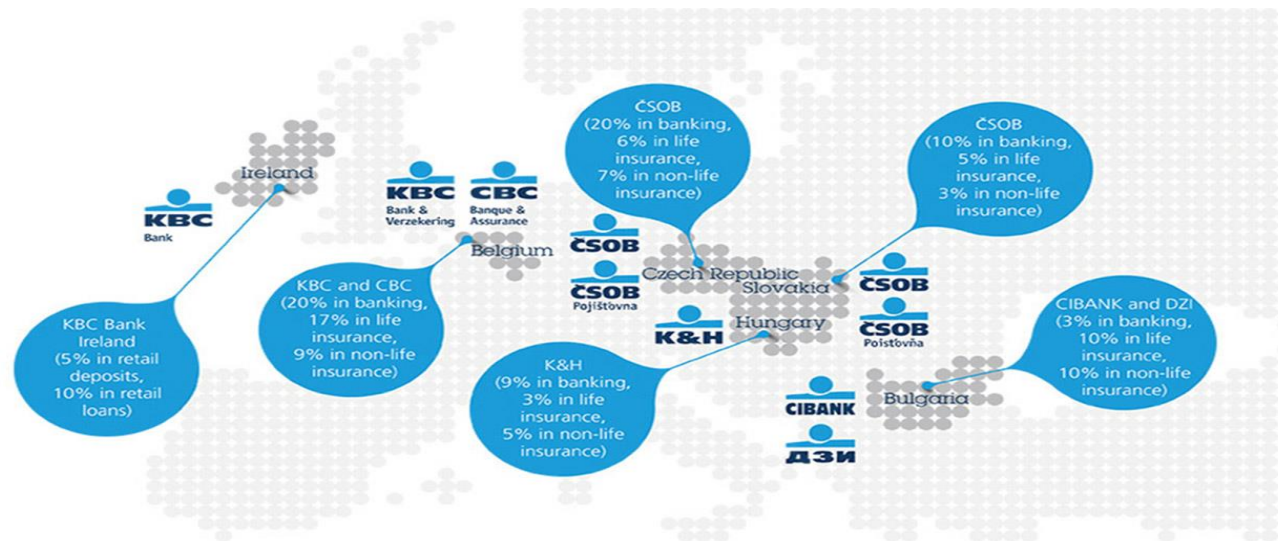 Ireland
KBC
Bank
KBC Bank
Ireland
(5% in retail
deposits,
10% in retail
loans)
KBC
Bank &
Verzekering
CBC
Banque &
Assurance
Belgium
KBC and CBC
(20% in banking,
17% in life
insurance,
9% in non-life
insurance)
ČSOB
(20% in banking,
6% in life
insurance,
7% in non-life
insurance)
ČSOB
ČSOB
Pojišťovna
Czech Republic
Slovakia
ČSOB
(10% in banking,
5% in life
insurance,
3% in non-life
insurance)
ČSOB
ČSOB
Poisťovňa
K&H
Hungary
K&H
(9% in banking,
3% in life
insurance,
5% in non-life
insurance)
CIBANK and DZI
(3% in banking,
10% in life
insurance,
10% in non-life
insurance)
Bulgaria
CIBANK
ДЗИ